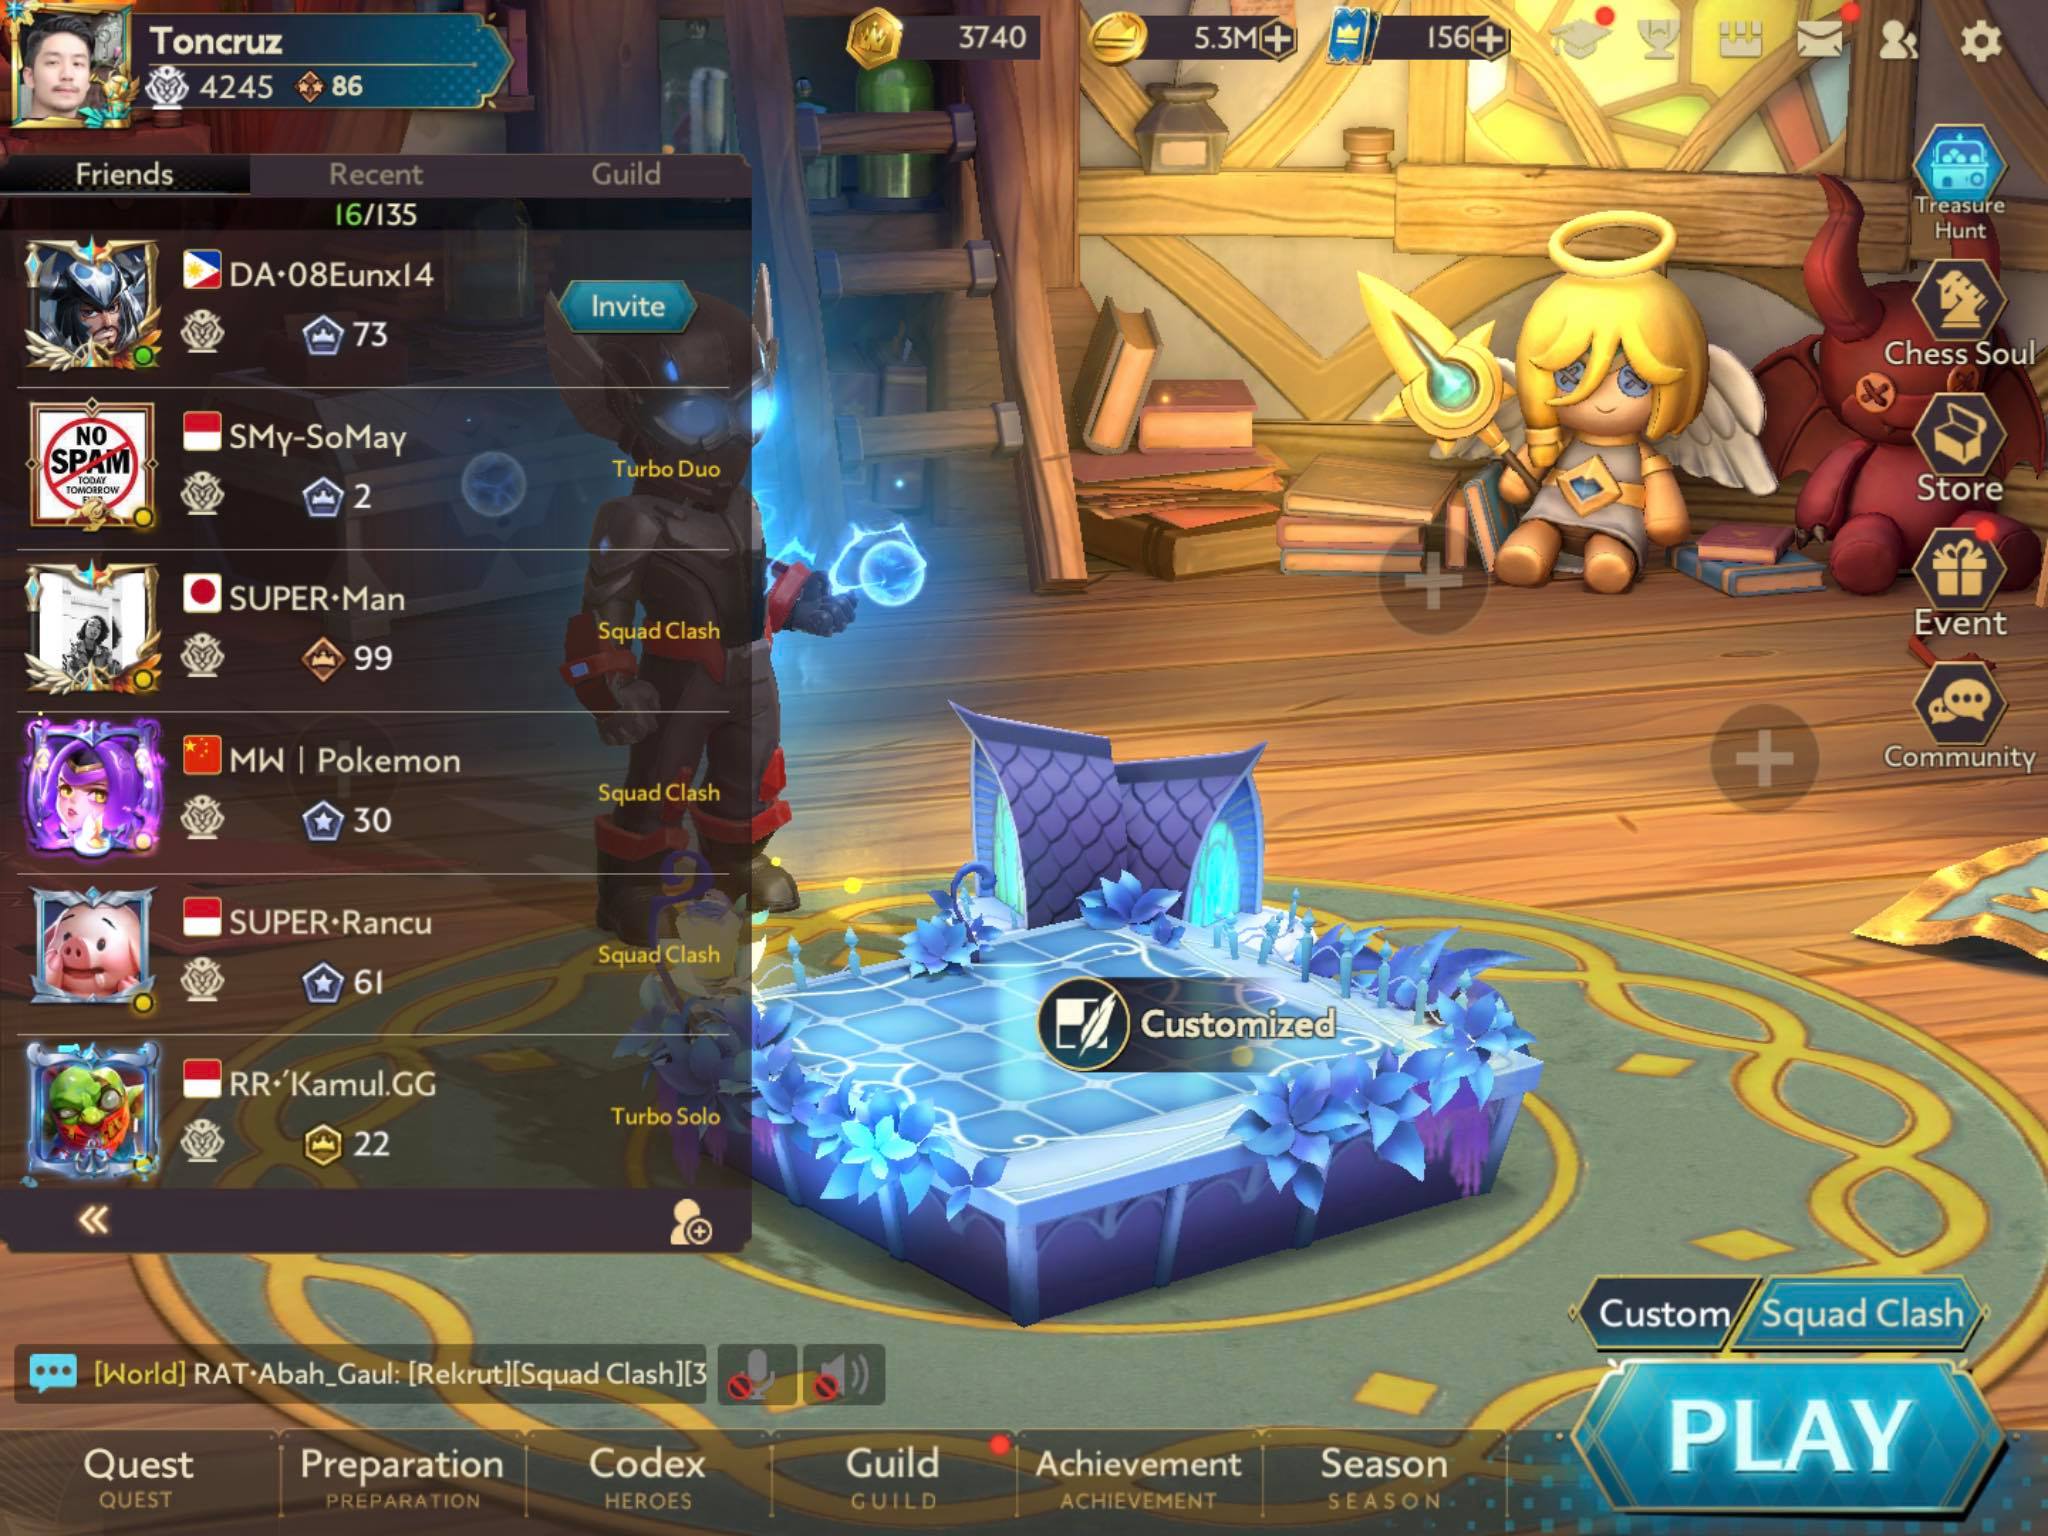 Toncruz
4245 86
3740
5.3M
156
Friends Recent Guild
16/135
DA•08Eunx14
73
Invite
NO
SPAM
TODAY
TOMORROW
SMy-SoMay
2
Turbo Duo
SUPER•Man
99
Squad Clash
MW | Pokemon
30
Squad Clash
SUPER•Rancu
61
Squad Clash
RR•´Kamul.GG
22
Turbo Solo
Treasure
Hunt
Chess Soul
Store
Event
Community
Customized
[World] RAT•Abah_Gaul: [Rekrut][Squad Clash][3
Custom Squad Clash
PLAY
Quest Preparation Codex Guild Achievement Season
QUEST PREPARATION HEROES GUILD ACHIEVEMENT SEASON